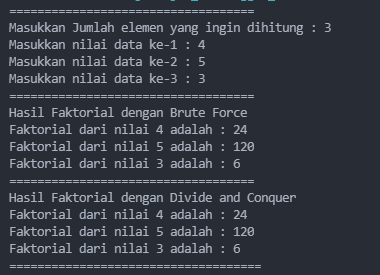 ===================================
Masukkan Jumlah elemen yang ingin dihitung : 3
Masukkan nilai data ke-1 : 4
Masukkan nilai data ke-2 : 5
Masukkan nilai data ke-3 : 3
===================================
Hasil Faktorial dengan Brute Force
Faktorial dari nilai 4 adalah : 24
Faktorial dari nilai 5 adalah : 120
Faktorial dari nilai 3 adalah : 6
===================================
Hasil Faktorial dengan Divide and Conquer
Faktorial dari nilai 4 adalah : 24
Faktorial dari nilai 5 adalah : 120
Faktorial dari nilai 3 adalah : 6
====================================